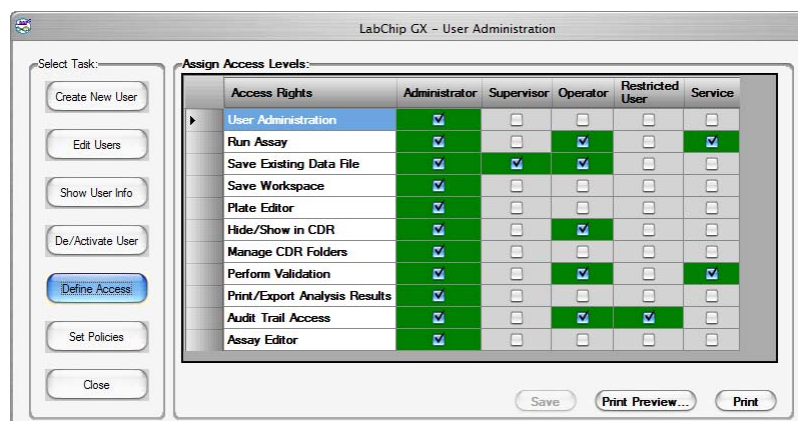 LabChip GX - User Administration
Select Task:
Create New User
Edit Users
Show User Info
De/Activate User
Define Access
Set Policies
Close
Assign Access Levels:
Access Rights Administrator Supervisor Operator Restricted User Service
User Administration
Run Assay
Save Existing Data File
Save Workspace
Plate Editor
Hide/Show in CDR
Manage CDR Folders
Perform Validation
Print/Export Analysis Results
Audit Trail Access
Assay Editor
Save Print Preview... Print